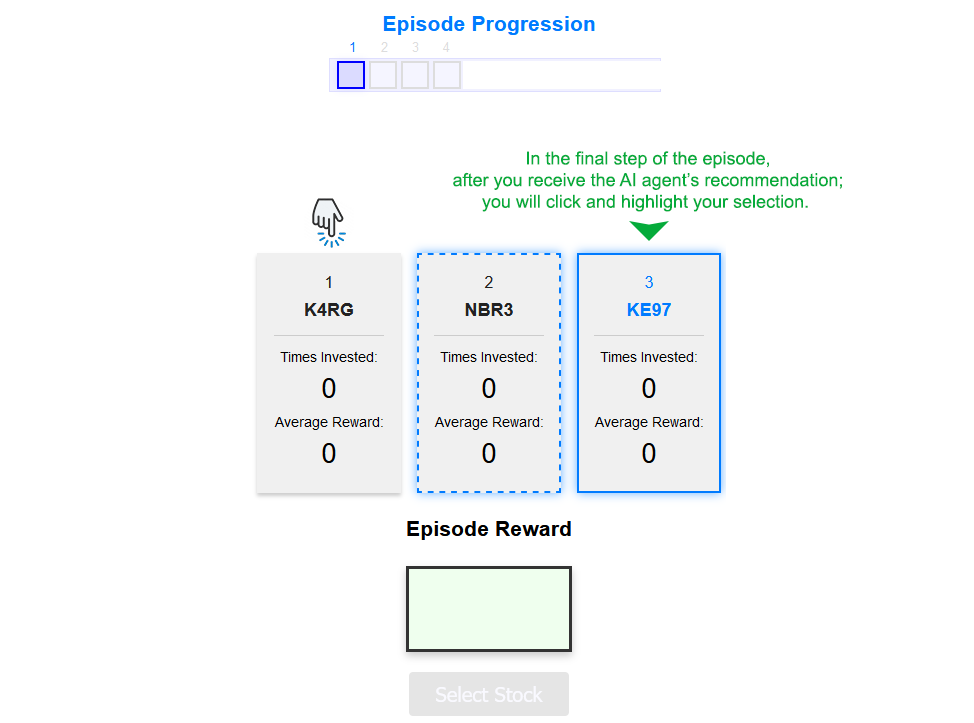 Episode Progression
1 2 3 4
In the final step of the episode,
after you receive the AI agent's recommendation;
you will click and highlight your selection.
1 2 3
K4RG NBR3 KE97
Times Invested: Times Invested: Times Invested:
0 0 0
Average Reward: Average Reward: Average Reward:
0 0 0
Episode Reward
Select Stock